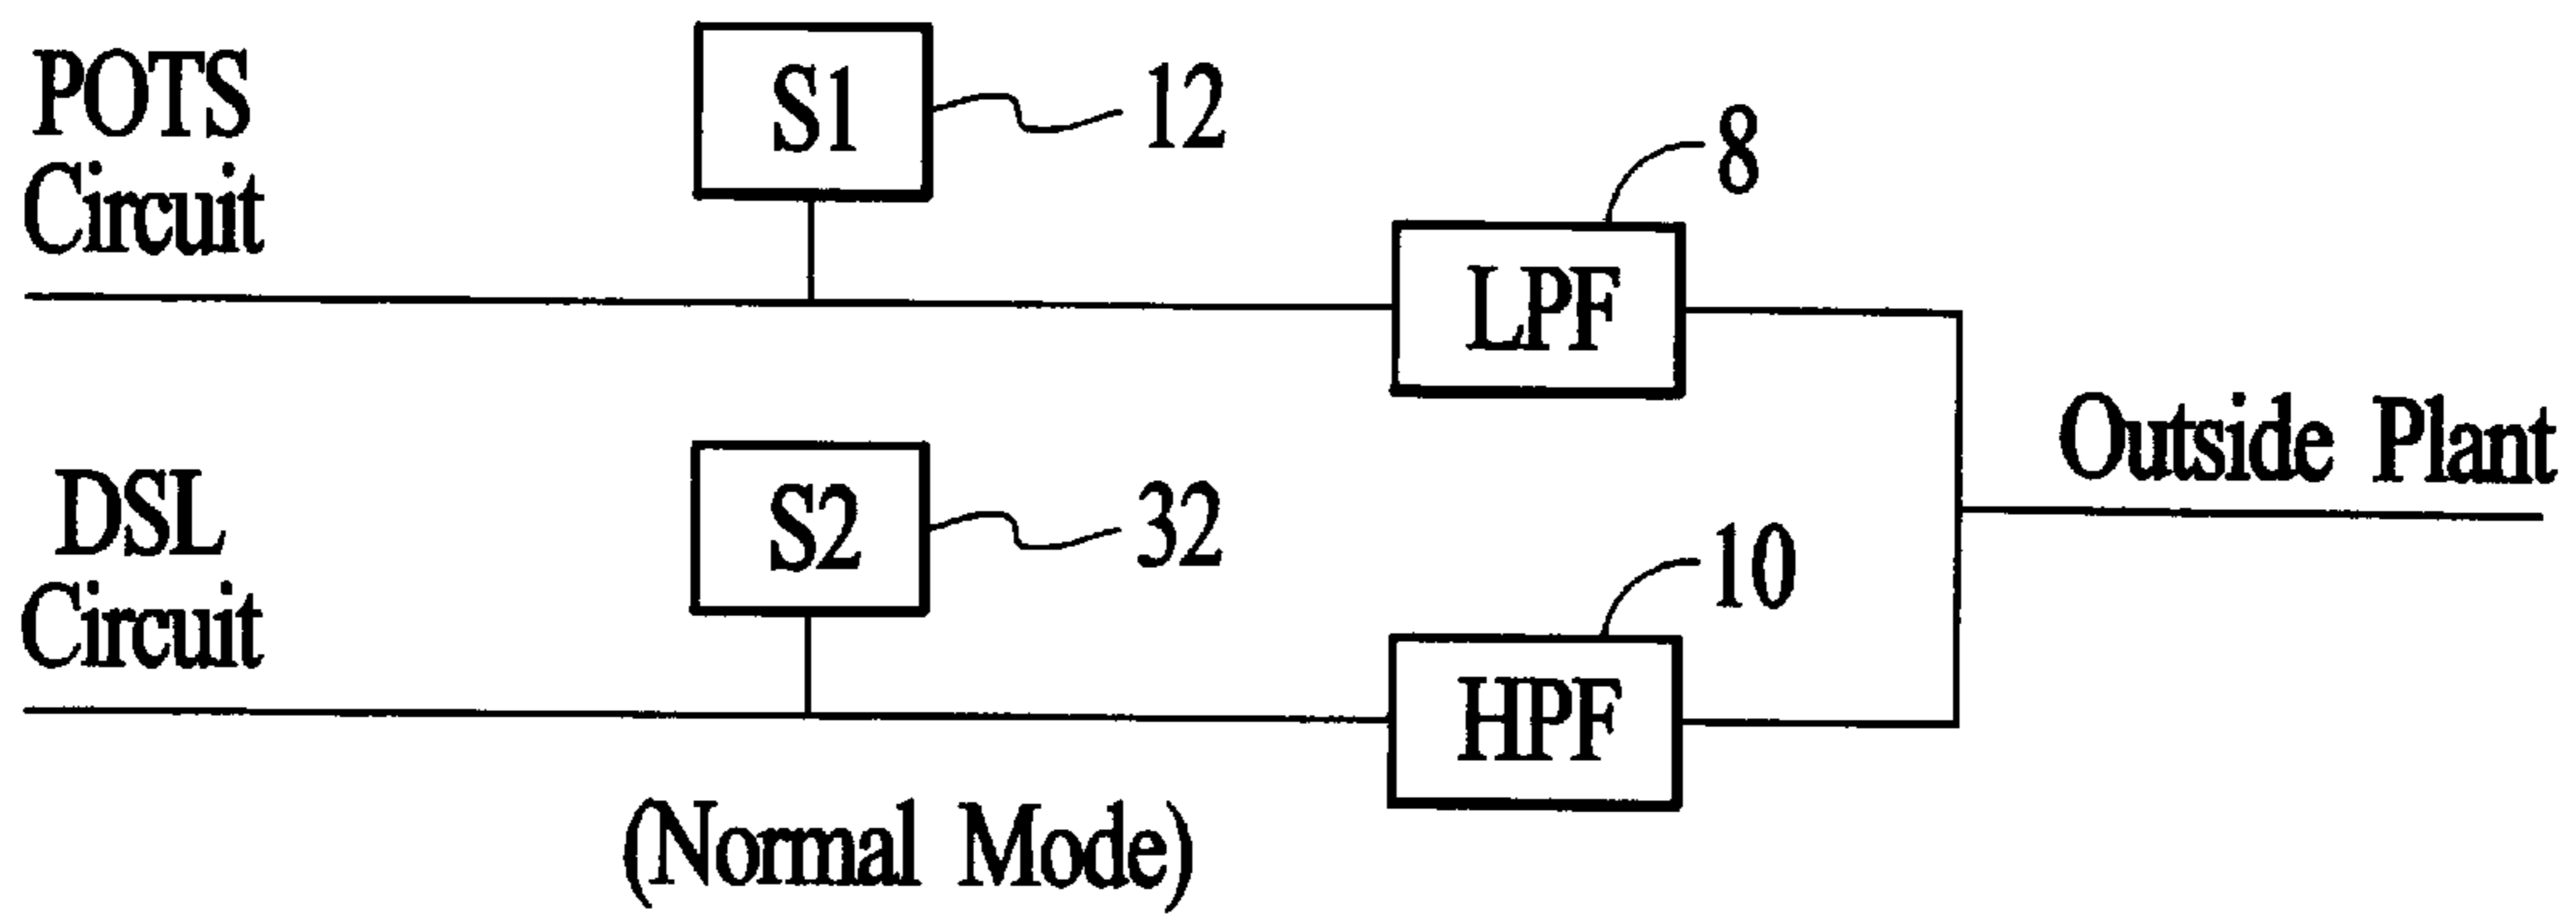 POTS
Circuit
S1
12
LPF
8
DSL
Circuit
S2
32
HPF
10
Outside Plant
(Normal Mode)